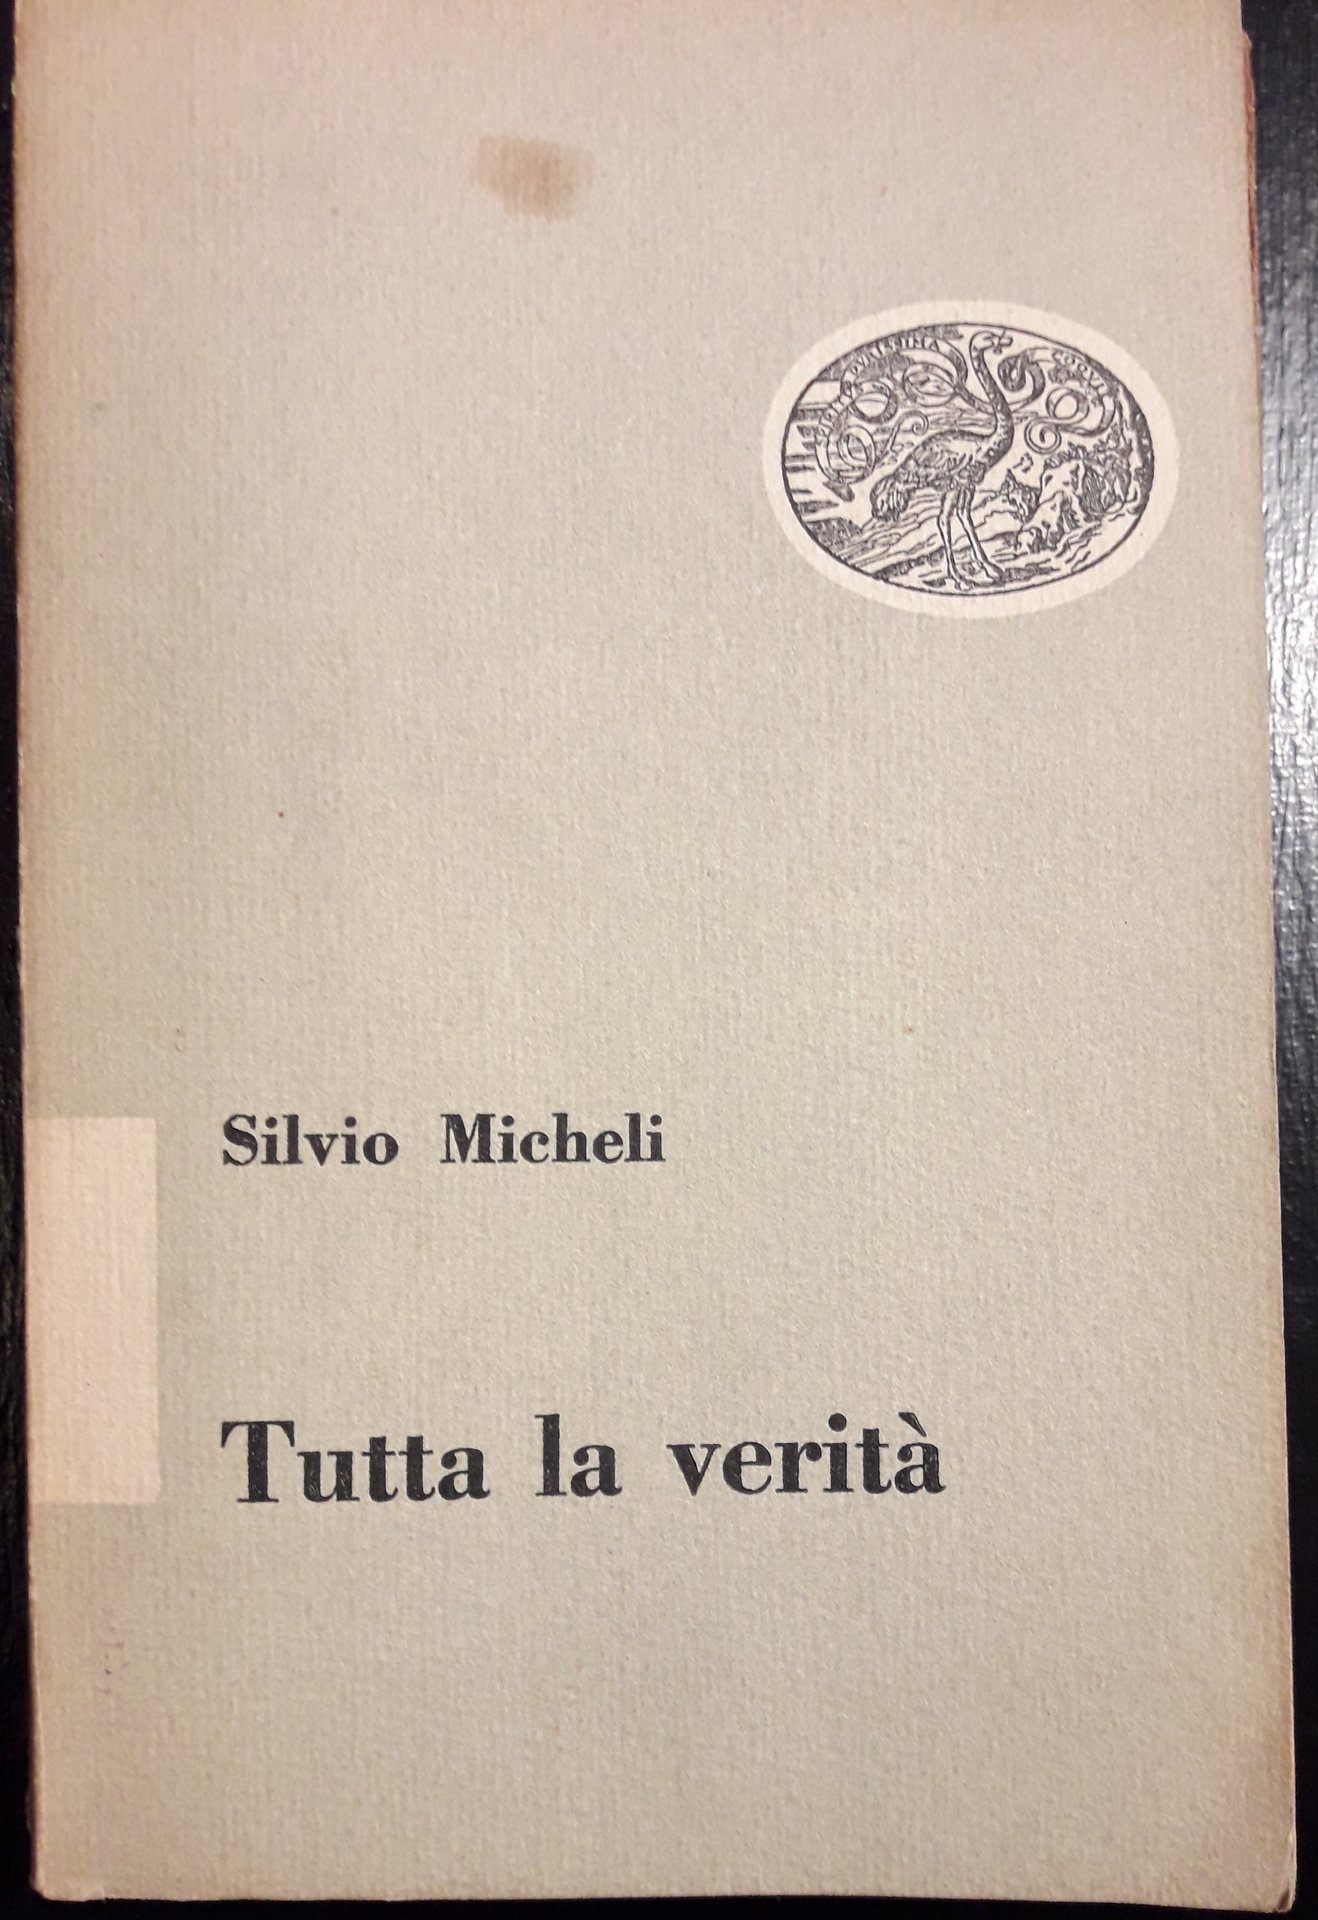 Silvio Micheli
Tutta la verità